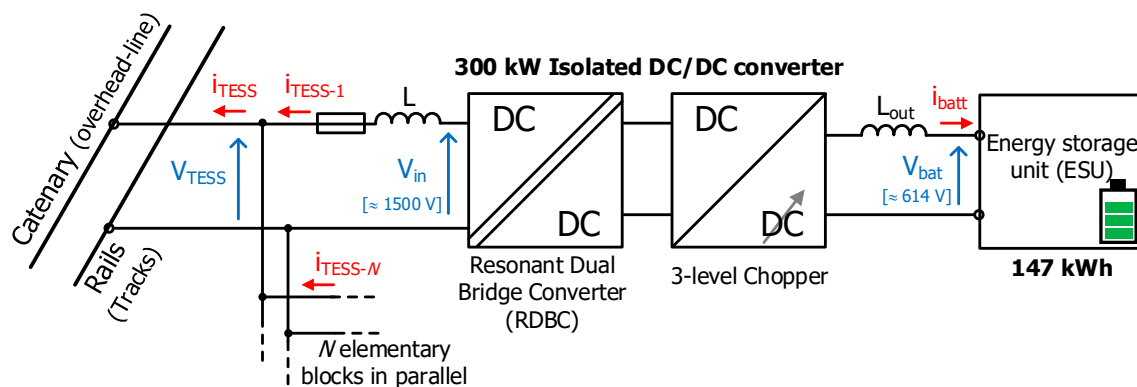 300 kW Isolated DC/DC converter
Catenary (overhead-line)
Rails
(Tracks)
iTESS
iTESS-1
L
VTESS
Vin
[≈ 1500 V]
DC
DC
Resonant Dual
Bridge Converter
(RDBC)
DC
DC
3-level Chopper
Lout
ibatt
Vbat
[≈ 614 V]
Energy storage
unit (ESU)
147 kWh
iTESS-N
N elementary
blocks in parallel